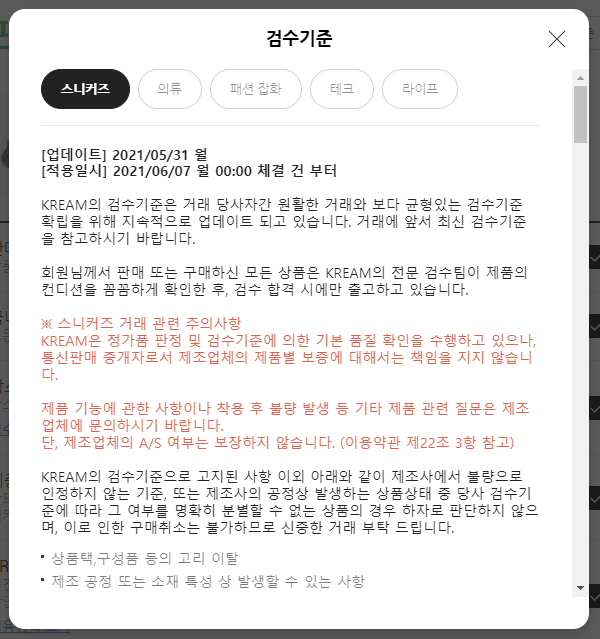 검수기준
스니커즈 의류 패션 잡화 테크 라이프
[업데이트] 2021/05/31 월
[적용일시] 2021/06/07 월 00:00 체결 건 부터
KREAM의 검수기준은 거래 당사자간 원활한 거래와 보다 균형있는 검수기준
확립을 위해 지속적으로 업데이트 되고 있습니다. 거래에 앞서 최신 검수기준
을 참고하시기 바랍니다.
회원님께서 판매 또는 구매하신 모든 상품은 KREAM의 전문 검수팀이 제품의
컨디션을 꼼꼼하게 확인한 후, 검수 합격 시에만 출고하고 있습니다.
※ 스니커즈 거래 관련 주의사항
KREAM은 정가품 판정 및 검수기준에 의한 기본 품질 확인을 수행하고 있으나,
통신판매 중개자로서 제조업체의 제품별 보증에 대해서는 책임을 지지 않습니
다.
제품 기능에 관한 사항이나 착용 후 불량 발생 등 기타 제품 관련 질문은 제조
업체에 문의하시기 바랍니다.
단, 제조업체의 A/S 여부는 보장하지 않습니다. (이용약관 제22조 3항 참고)
KREAM의 검수기준으로 고지된 사항 이외 아래와 같이 제조사에서 불량으로
인정하지 않는 기준, 또는 제조사의 공정상 발생하는 상품상태 중 당사 검수기
준에 따라 그 여부를 명확히 분별할 수 없는 상품의 경우 하자로 판단하지 않으
며, 이로 인한 구매취소는 불가하므로 신중한 거래 부탁 드립니다.
▪ 상품택,구성품 등의 고리 이탈
▪ 제조 공정 또는 소재 특성 상 발생할 수 있는 사항